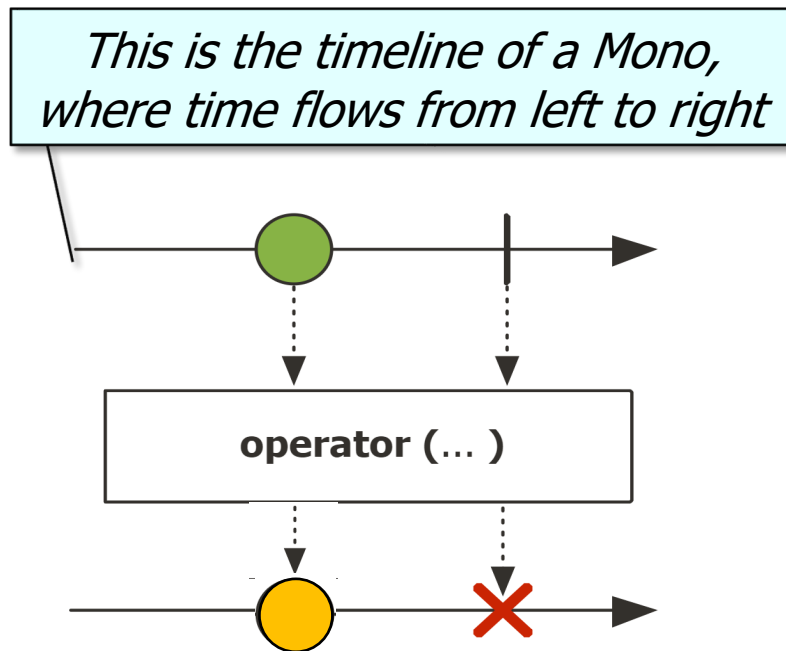 This is the timeline of a Mono,
where time flows from left to right
operator (... )